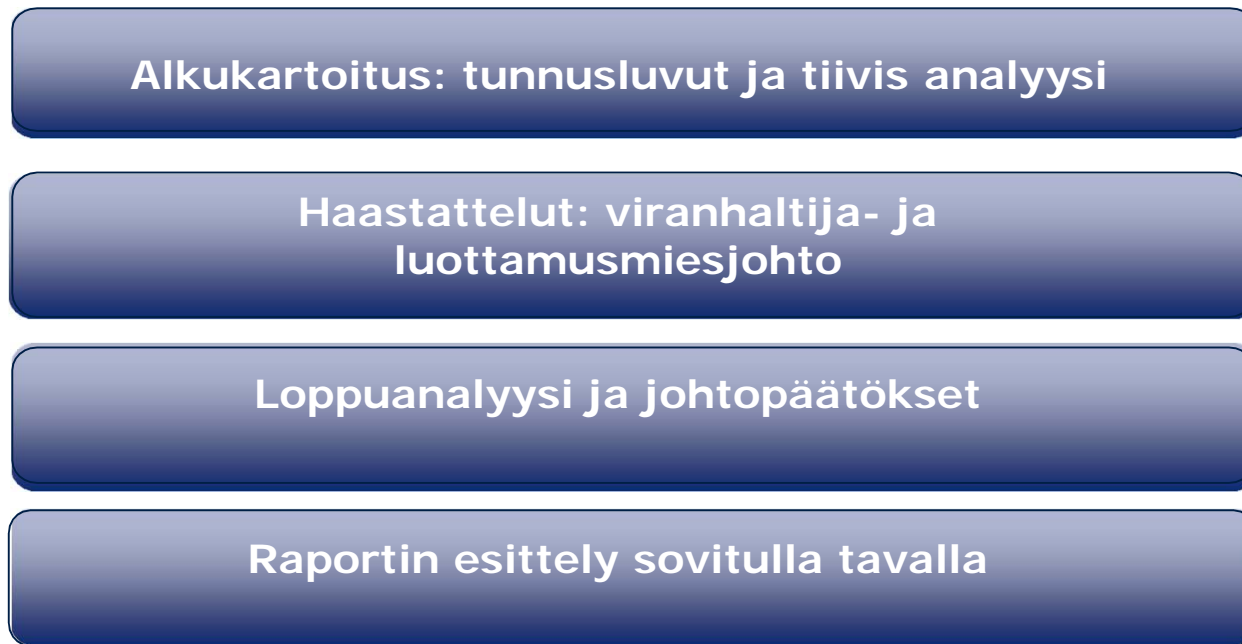 Alkukartoitus: tunnusluvut ja tiivis analyysi
Haastattelut: viranhaltija- ja
luottamusmiesjohto
Loppuanalyysi ja johtopäätökset
Raportin esittely sovitulla tavalla